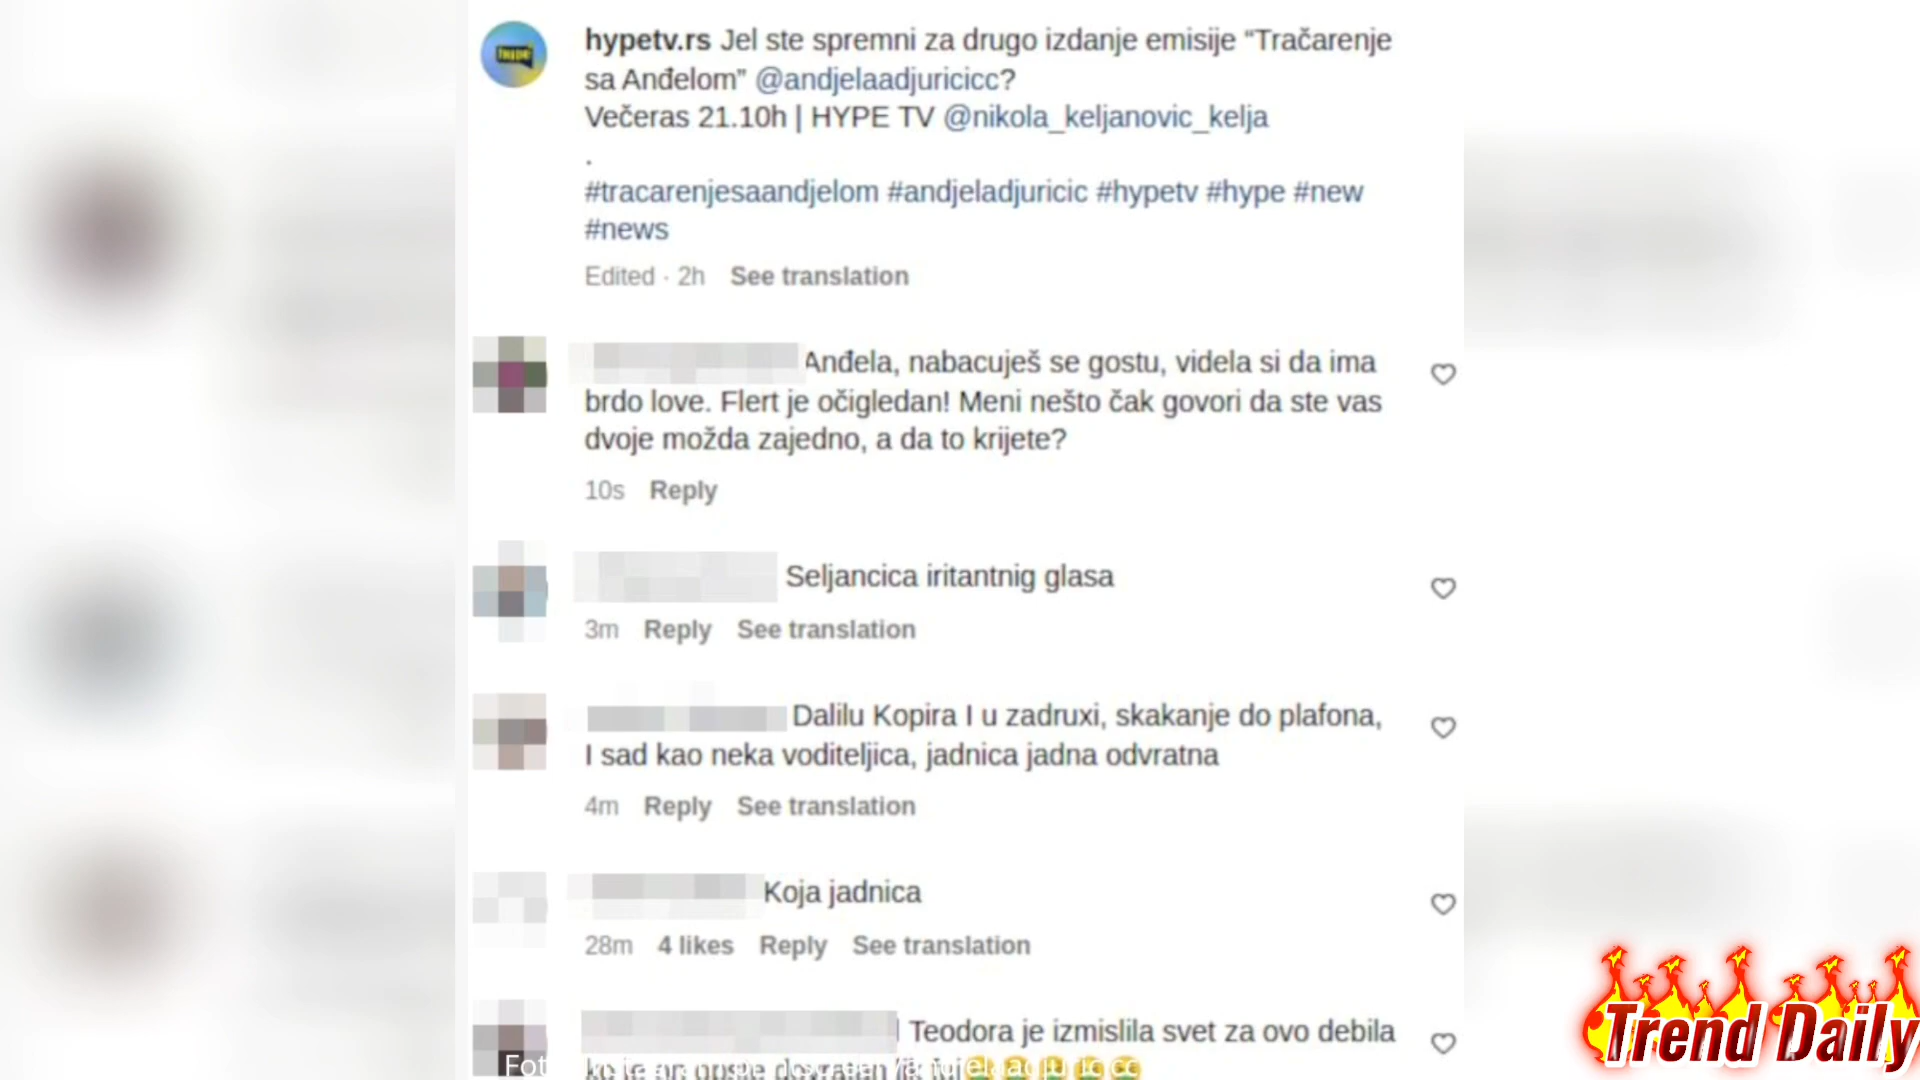 hypetv.rs Jel ste spremni za drugo izdanje emisije “Tračarenje
sa Anđelom” @andjelaadjuricicc?
Večeras 21.10h | HYPE TV @nikola_keljanovic_kelja
.
#tracarenjesaandjelom #andjeladjuricic #hypetv #hype #new
#news
Edited · 2h See translation
Anđela, nabacuješ se gostu, videla si da ima
brdo love. Flert je očigledan! Meni nešto čak govori da ste vas
dvoje možda zajedno, a da to krijete?
10s Reply
Seljancica iritantnig glasa
3m Reply See translation
Dalilu Kopira I u zadruxi, skakanje do plafona,
I sad kao neka voditeljica, jadnica jadna odvratna
4m Reply See translation
Koja jadnica
28m 4 likes Reply See translation
Teodora je izmislila svet za ovo debila
Trend Daily